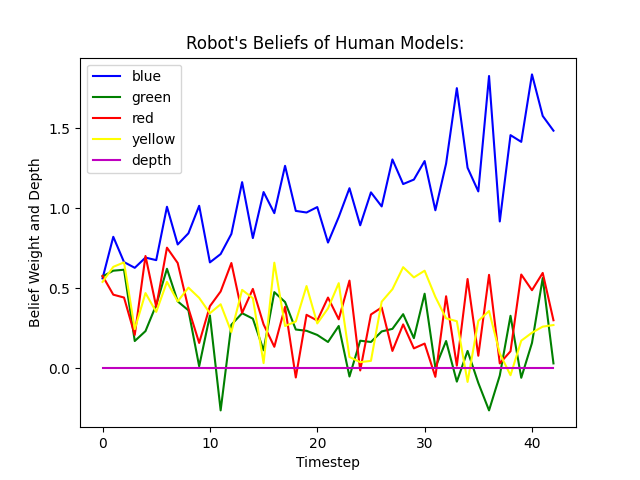 Robot's Beliefs of Human Models:
blue
green
red
yellow
depth
Belief Weight and Depth
1.5
1.0
0.5
0.0
0 10 20 30 40
Timestep